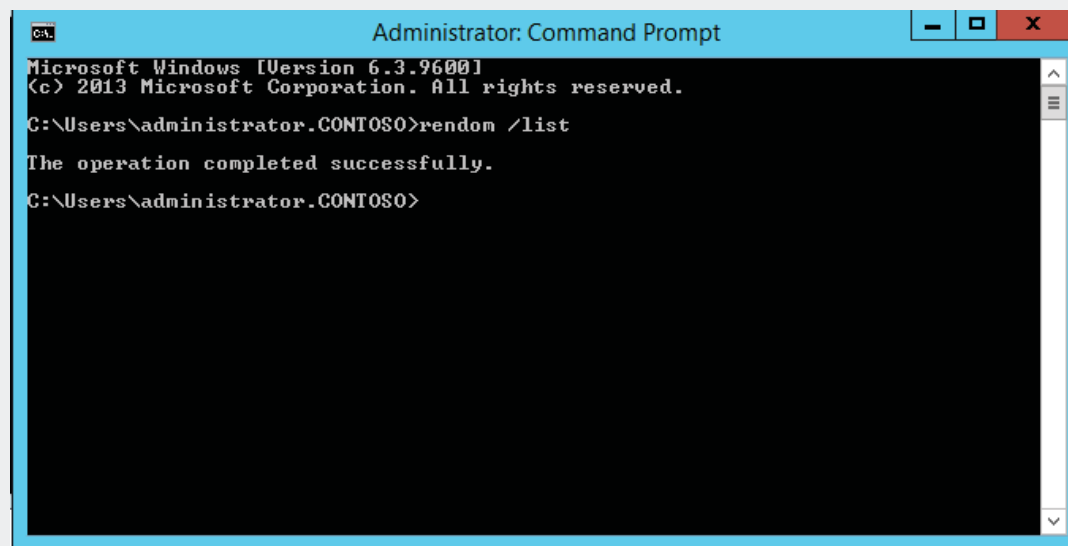 Administrator: Command Prompt
Microsoft Windows [Version 6.3.9600]
(c) 2013 Microsoft Corporation. All rights reserved.
C:\Users\administrator.CONTOSO>rendom /list
The operation completed successfully.
C:\Users\administrator.CONTOSO>